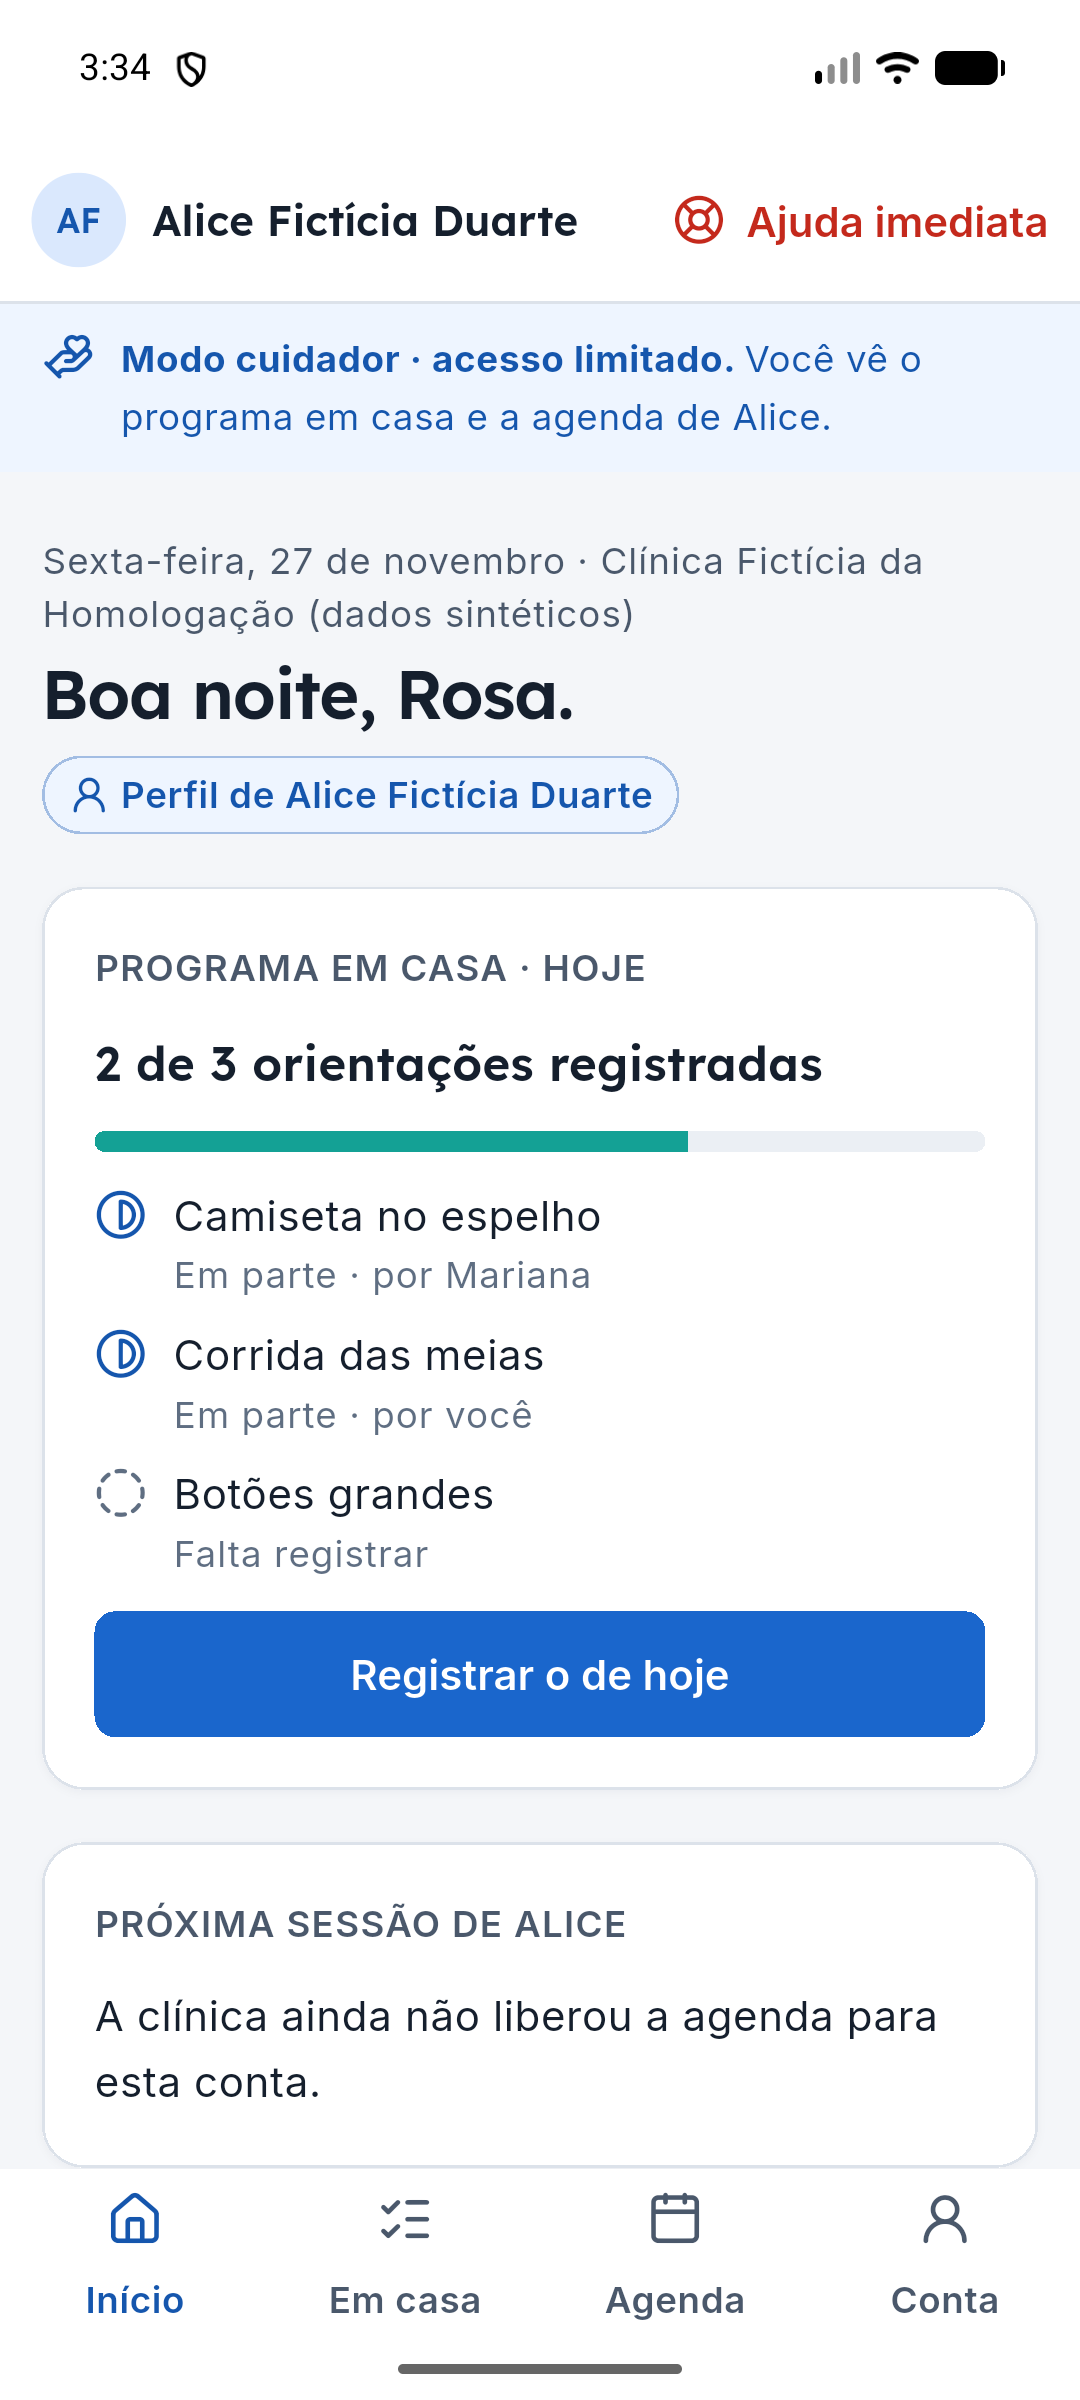 3:34
AF
Alice Fictícia Duarte
Ajuda imediata
Modo cuidador · acesso limitado. Você vê o
programa em casa e a agenda de Alice.
Sexta-feira, 27 de novembro · Clínica Fictícia da
Homologação (dados sintéticos)
Boa noite, Rosa.
Perfil de Alice Fictícia Duarte
PROGRAMA EM CASA · HOJE
2 de 3 orientações registradas
Camiseta no espelho
Em parte · por Mariana
Corrida das meias
Em parte · por você
Botões grandes
Falta registrar
Registrar o de hoje
PRÓXIMA SESSÃO DE ALICE
A clínica ainda não liberou a agenda para
esta conta.
Início
Em casa
Agenda
Conta